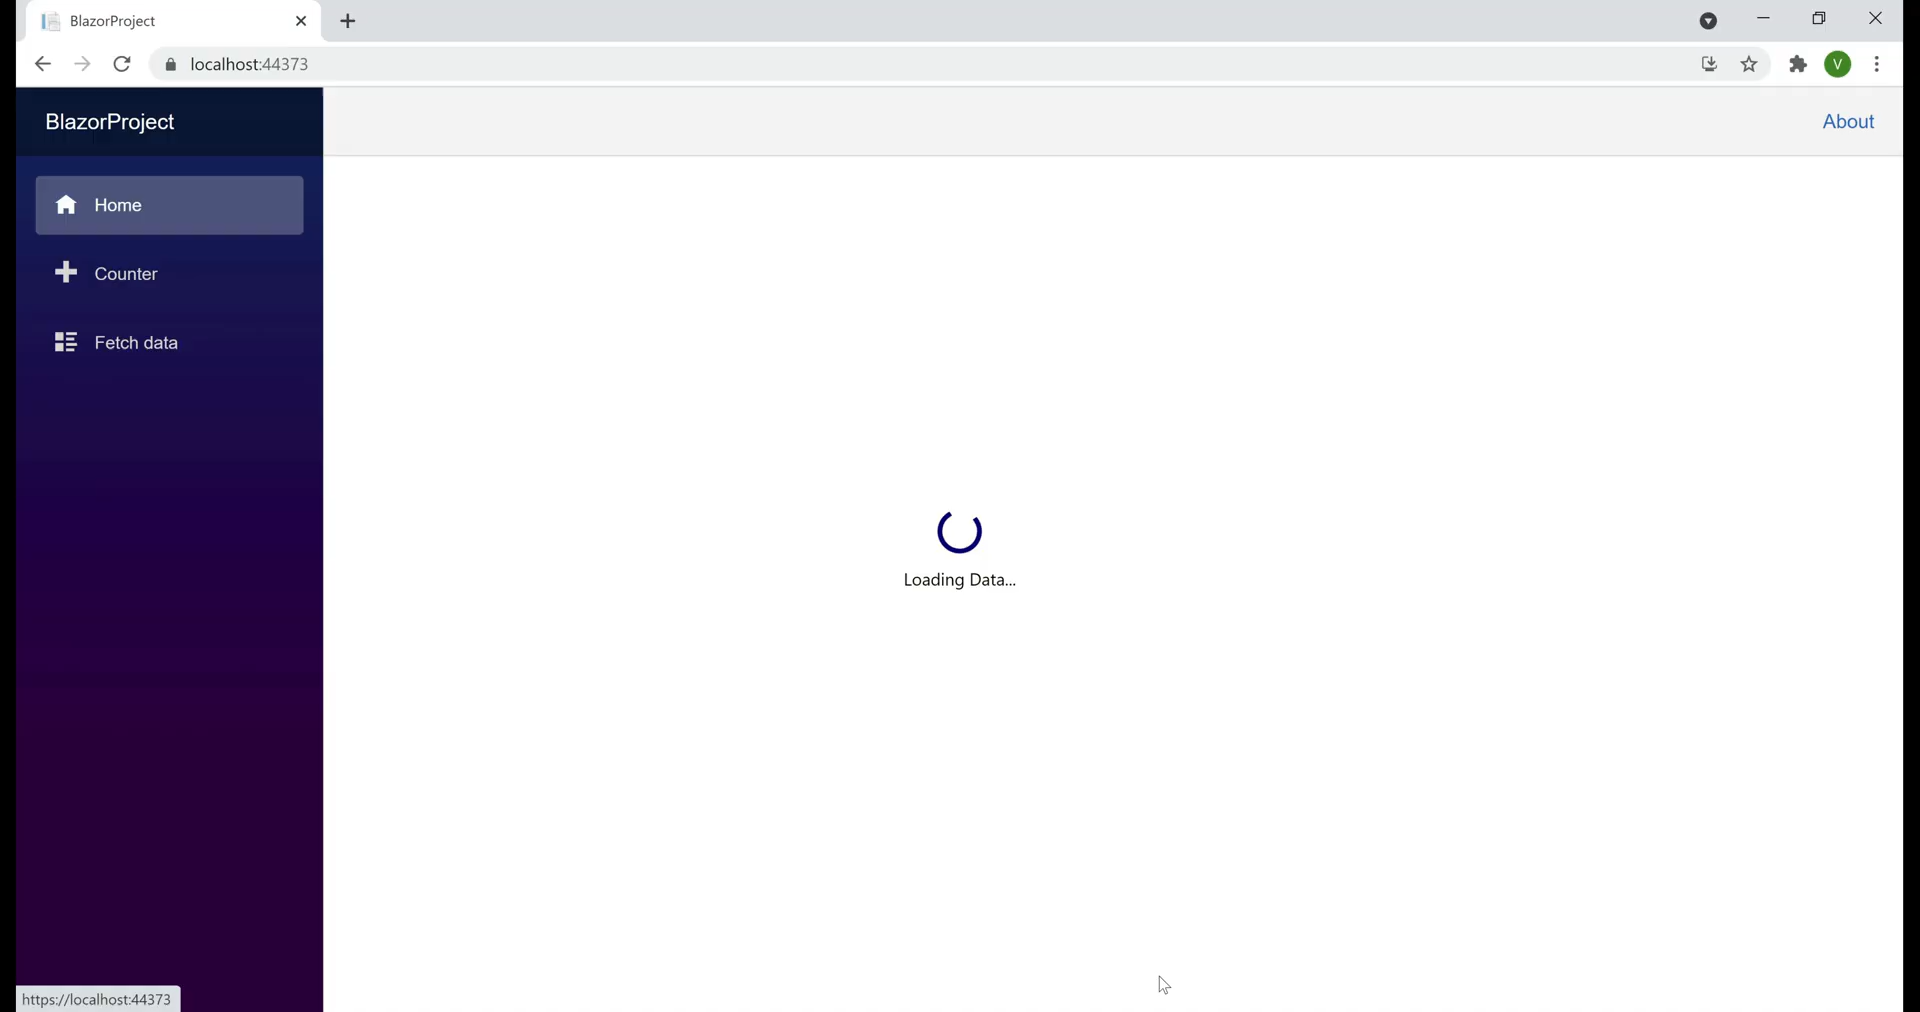 BlazorProject
localhost:44373
V
BlazorProject
About
Home
Counter
Fetch data
Loading Data...
https://localhost:44373